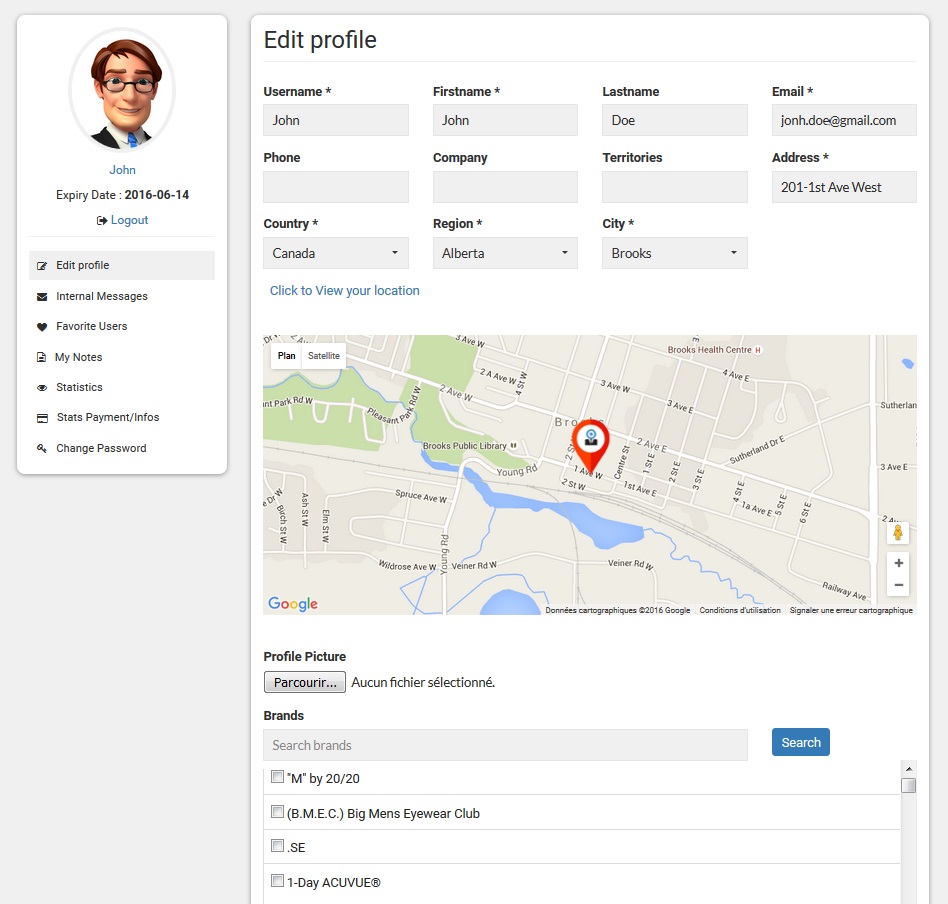 John
Expiry Date : 2016-06-14
Logout
Edit profile
Internal Messages
Favorite Users
My Notes
Statistics
Stats Payment/Infos
Change Password
Edit profile
Username * Firstname * Lastname Email *
John John Doe jonh.doe@gmail.com
Phone Company Territories Address *
201-1st Ave West
Country * Region * City *
Canada Alberta Brooks
Click to View your location
Plan Satellite
3 Ave W
Brooks Health Centre H
2 A Ave W
4 St W
4 Ave E
2 Ave W
3 Ave W
3 Ave E
Park Rd W
Pleasant Park Rd W
Sutherland Dr E
Brooks Public Library
2 Ave E
Centre St
1 St E
2 St E
3 St E
3 Ave E
Young Rd
1 Ave W
2 St W
1st Ave E
4 St E
5 St E
6 St E
1a Ave E
Spruce Ave W
Birch St W
Ash St W
Elm St W
Young Rd
Wildrose Ave W
Veiner Rd W
Veiner Rd W
Railway Ave
+
−
Google
Données cartographiques ©2016 Google Conditions d'utilisation Signaler une erreur cartographique
Profile Picture
Parcourir... Aucun fichier sélectionné.
Brands
Search brands Search
"M" by 20/20
(B.M.E.C.) Big Mens Eyewear Club
.SE
1-Day ACUVUE®